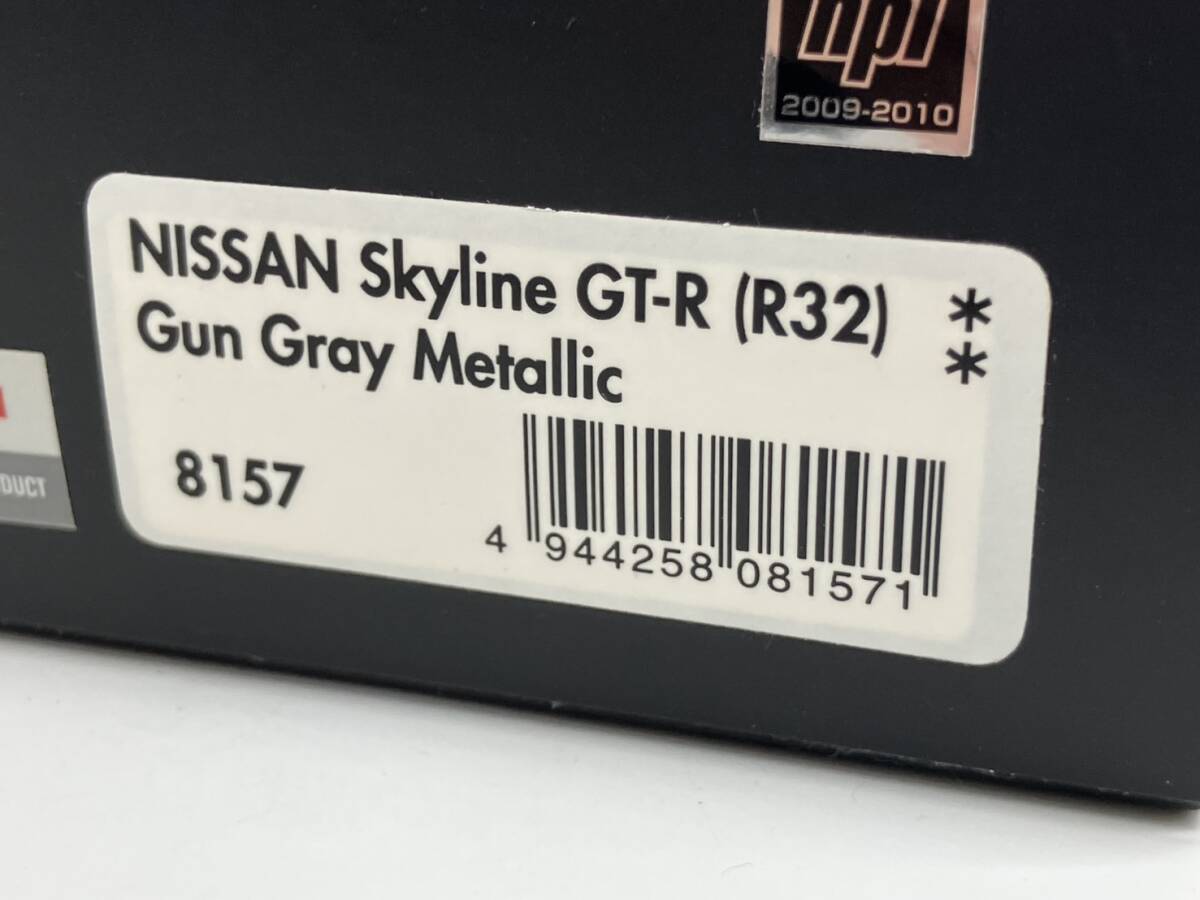 hpi
2009-2010
NISSAN Skyline GT-R (R32) *
Gun Gray Metallic *
8157
4 944258 081571
DUCT